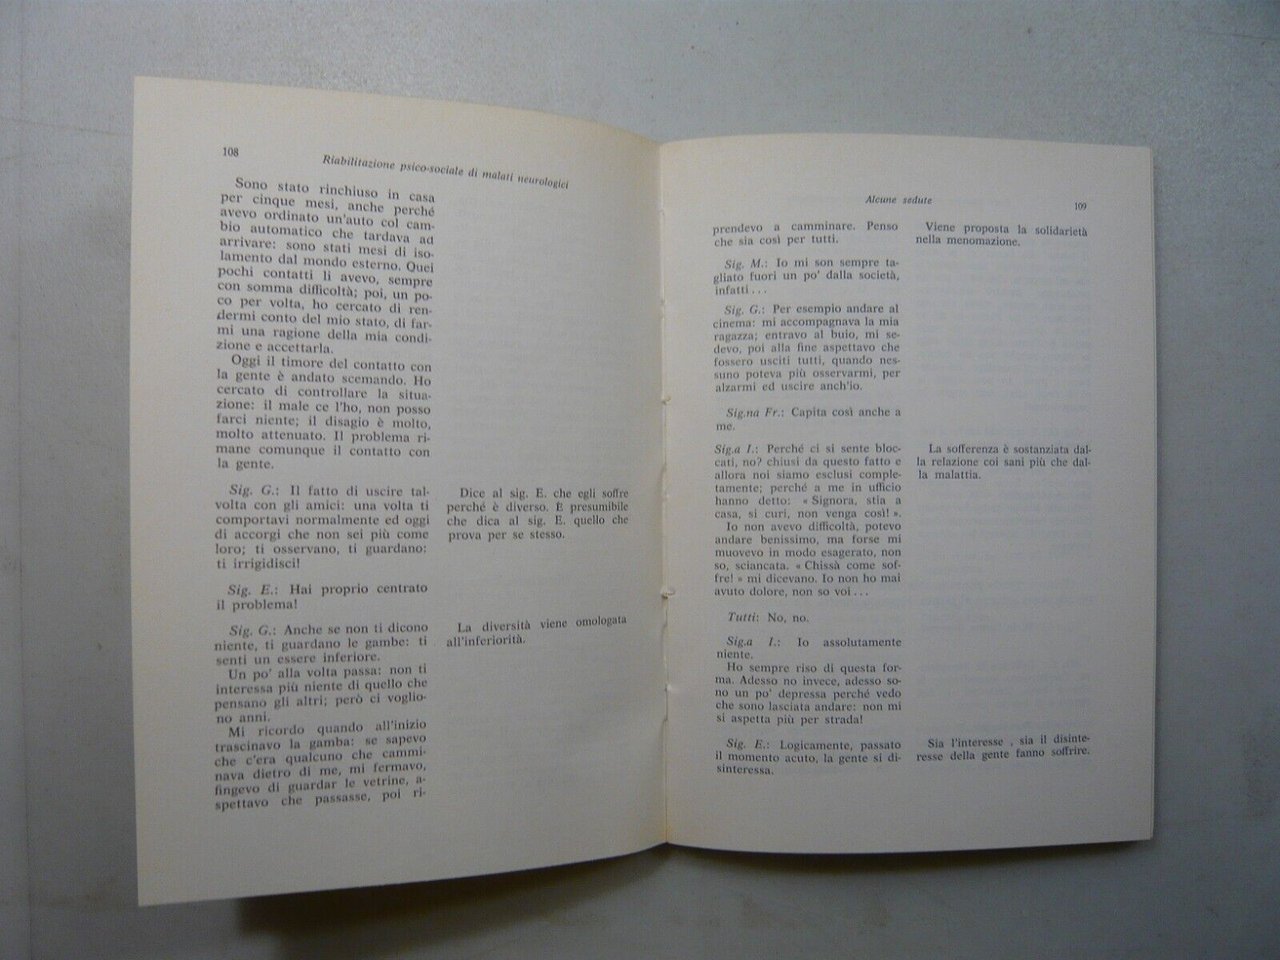 108
Riabilitazione psico-sociale di malati neurologici
Sono stato rinchiuso in casa
per cinque mesi, anche perché
avevo ordinato un'auto col cam-
bio automatico che tardava ad
arrivare: sono stati mesi di iso-
lamento dal mondo esterno. Quei
pochi contatti li avevo, sempre
con somma difficoltà; poi, un po-
co per volta, ho cercato di ren-
dermi conto del mio stato, di far-
mi una ragione della mia condi-
zione e accettarla.
Oggi il timore del contatto con
la gente è andato scemando. Ho
cercato di controllare la situa-
zione: il male ce l'ho, non posso
farci niente; il disagio è molto,
molto attenuato. Il problema ri-
mane comunque il contatto con
la gente.
Sig. G.: Il fatto di uscire tal-
volta con gli amici: una volta ti
comportavi normalmente ed oggi
di accorgi che non sei più come
loro; ti osservano, ti guardano:
ti irrigidisci!
Dice al sig. E. che egli soffre
perché è diverso. È presumibile
che dica al sig. E. quello che
prova per se stesso.
Sig. E.: Hai proprio centrato
il problema!
Sig. G.: Anche se non ti dicono
niente, ti guardano le gambe: ti
senti un essere inferiore.
Un po' alla volta passa: non ti
interessa più niente di quello che
pensano gli altri; però ci voglio-
no anni.
Mi ricordo quando all'inizio
trascinavo la gamba: se sapevo
che c'era qualcuno che cammi-
nava dietro di me, mi fermavo,
fingevo di guardar le vetrine, a-
spettavo che passasse, poi ri-
La diversità viene omologata
all'inferiorità.
Alcune sedute
109
prendevo a camminare. Penso
che sia così per tutti.
Viene proposta la solidarietà
nella menomazione.
Sig. M.: Io mi son sempre ta-
gliato fuori un po' dalla società,
infatti . . .
Sig. G.: Per esempio andare al
cinema: mi accompagnava la mia
ragazza; entravo al buio, mi se-
devo, poi alla fine aspettavo che
fossero usciti tutti, quando nes-
suno poteva più osservarmi, per
alzarmi ed uscire anch'io.
Sig.na Fr.: Capita così anche a
me.
Sig.a I.: Perché ci si sente bloc-
cati, no? chiusi da questo fatto e
allora noi siamo esclusi comple-
tamente; perché a me in ufficio
hanno detto: « Signora, stia a
casa, si curi, non venga così! ».
Io non avevo difficoltà, potevo
andare benissimo, ma forse mi
muovevo in modo esagerato, non
so, sciancata. « Chissà come sof-
fre! » mi dicevano. Io non ho mai
avuto dolore, non so voi . . .
La sofferenza è sostanziata dal-
la relazione coi sani più che dal-
la malattia.
Tutti: No, no.
Sig.a I.: Io assolutamente
niente.
Ho sempre riso di questa for-
ma. Adesso no invece, adesso so-
no un po' depressa perché vedo
che sono lasciata andare: non mi
si aspetta più per strada!
Sig. E.: Logicamente, passato
il momento acuto, la gente si di-
sinteressa.
Sia l'interesse , sia il disinte-
resse della gente fanno soffrire.